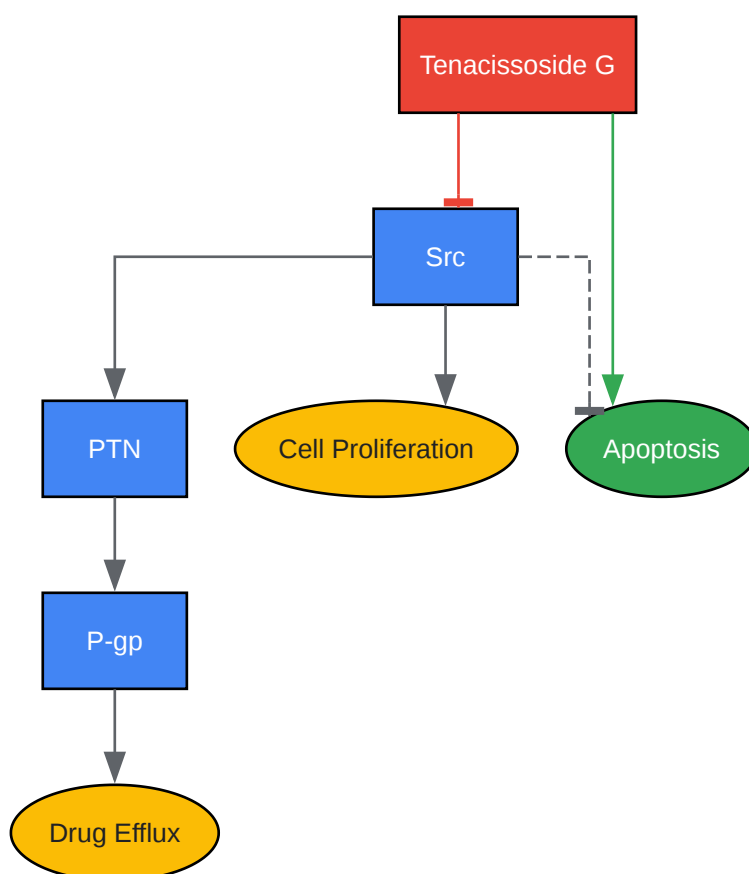 Tenacissoside G
Src
PTN
Cell Proliferation
Apoptosis
P-gp
Drug Efflux